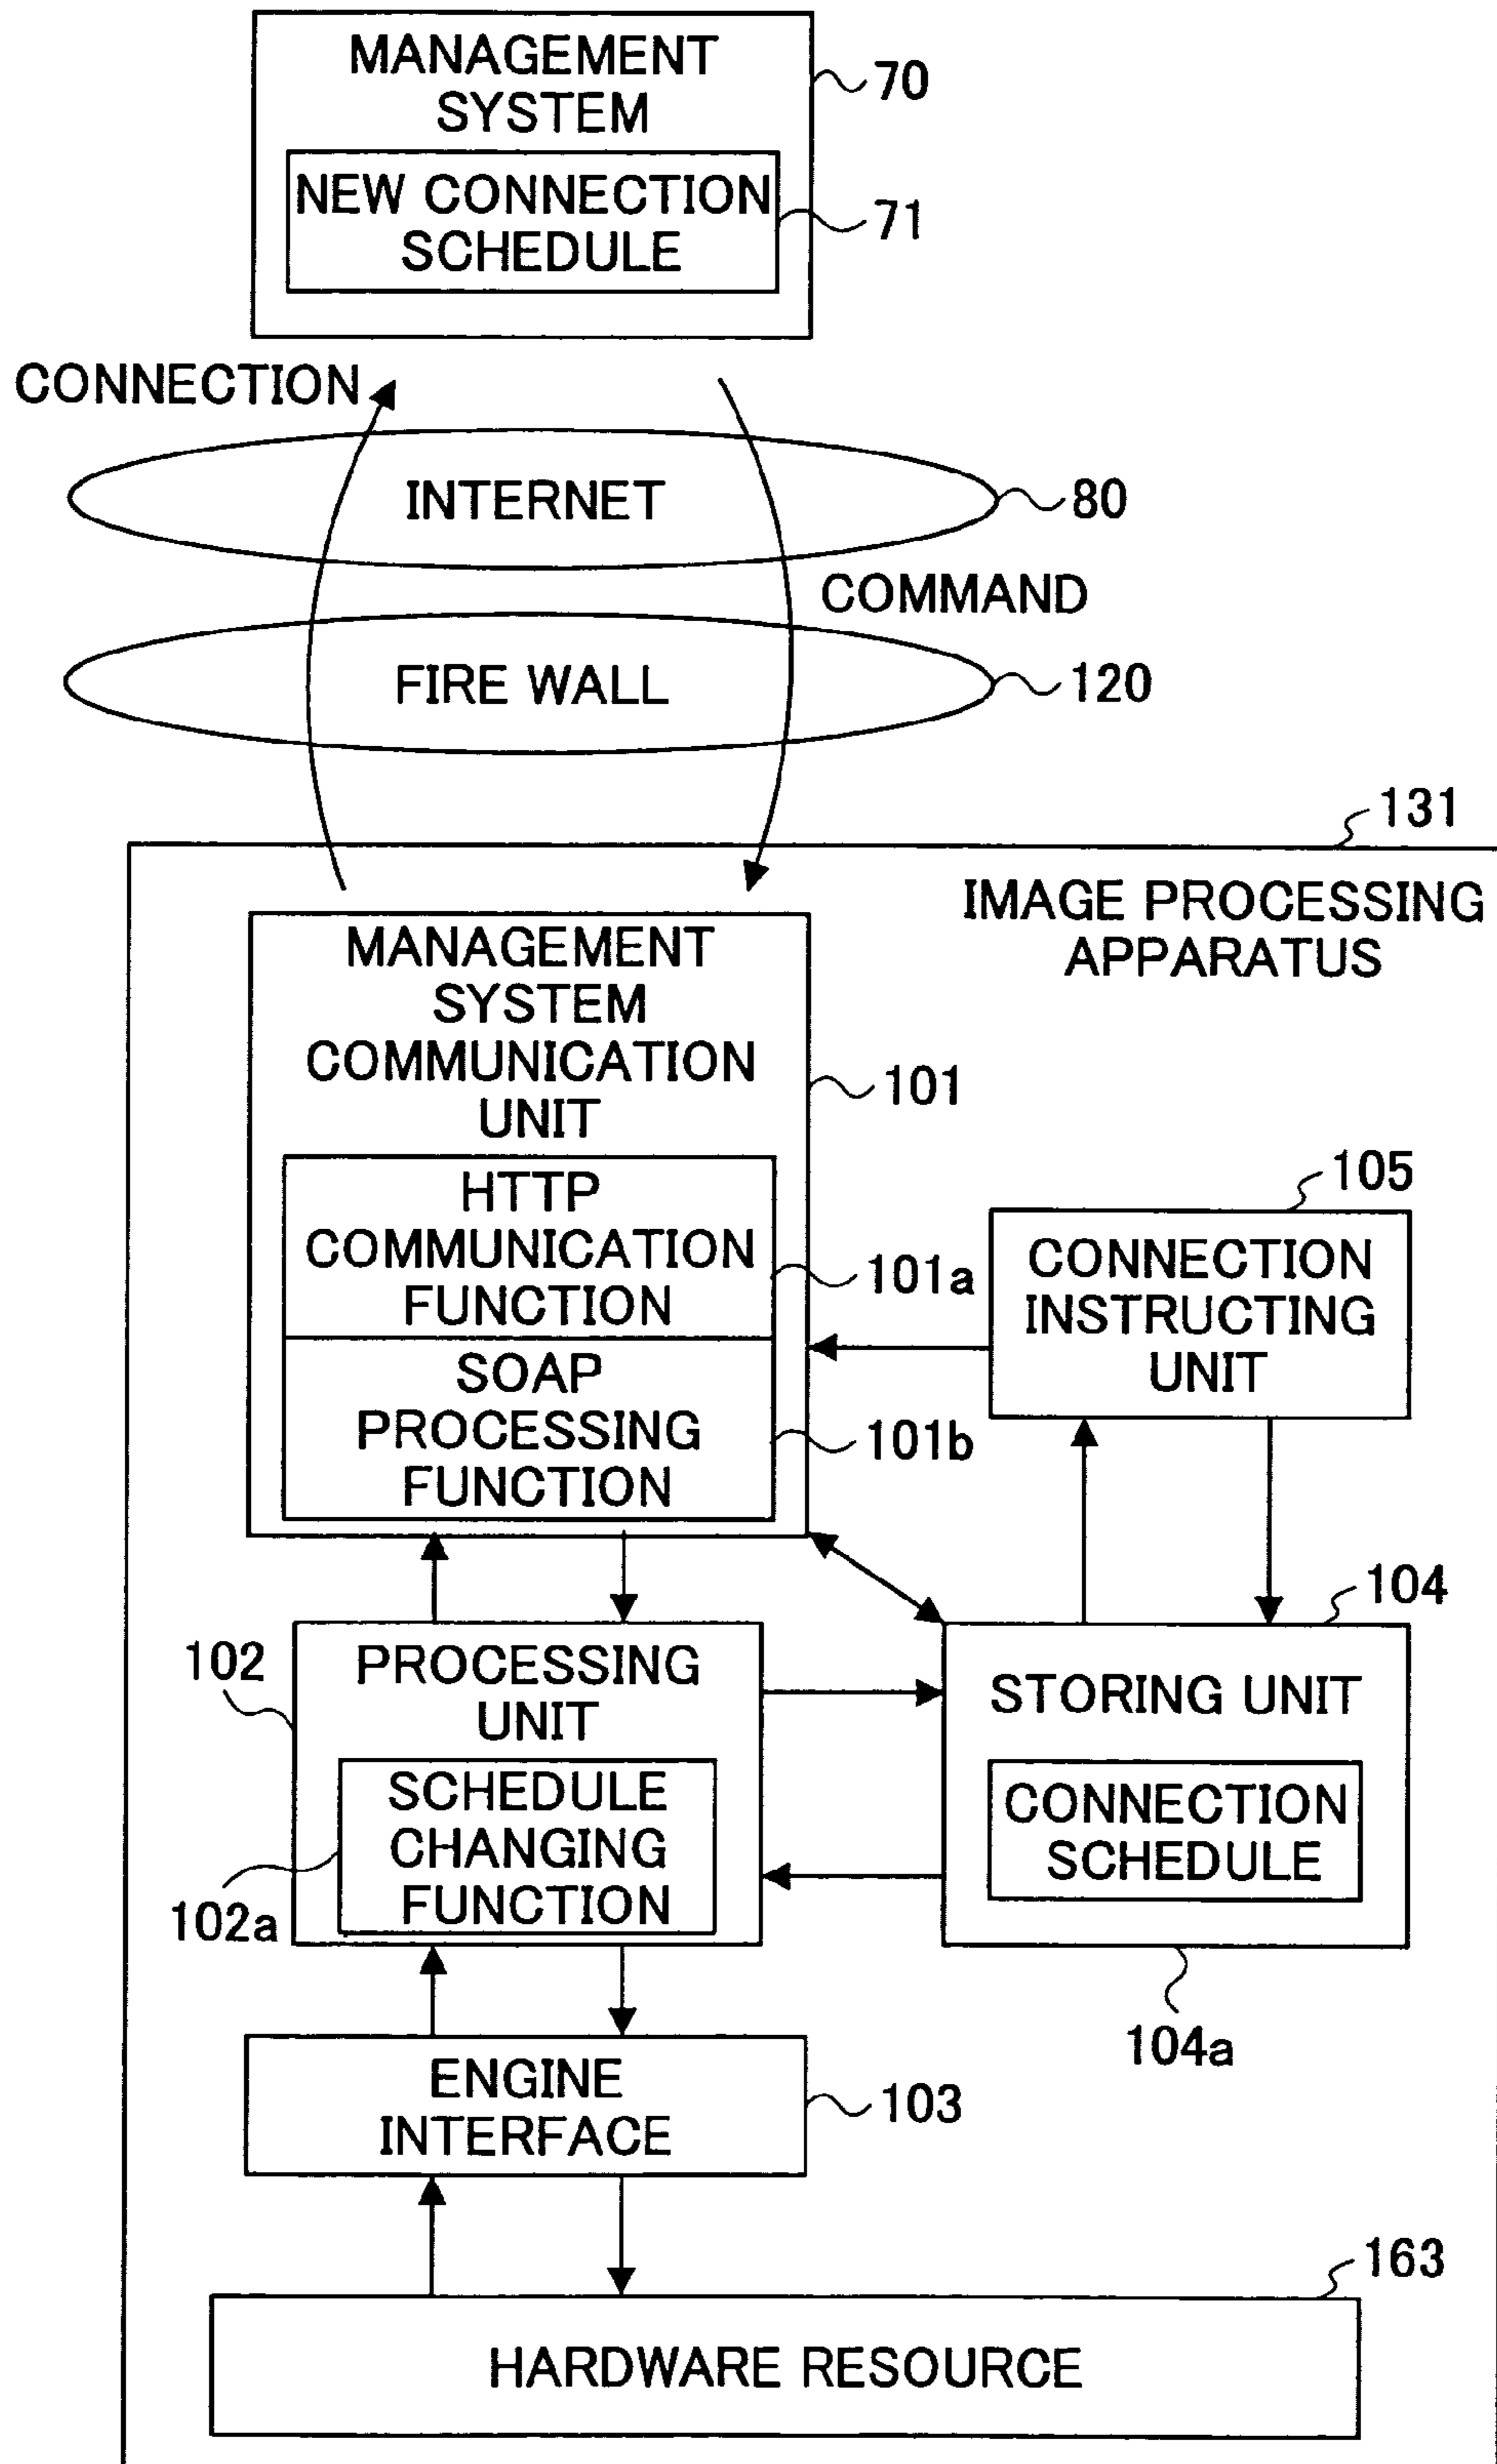 MANAGEMENT
SYSTEM
70
NEW CONNECTION
SCHEDULE
71
CONNECTION
INTERNET
80
COMMAND
FIRE WALL
120
131
IMAGE PROCESSING
APPARATUS
MANAGEMENT
SYSTEM
COMMUNICATION
UNIT
101
HTTP
COMMUNICATION
FUNCTION
101a
SOAP
PROCESSING
FUNCTION
101b
105
CONNECTION
INSTRUCTING
UNIT
102
PROCESSING
UNIT
SCHEDULE
CHANGING
FUNCTION
102a
104
STORING UNIT
CONNECTION
SCHEDULE
104a
ENGINE
INTERFACE
103
163
HARDWARE RESOURCE